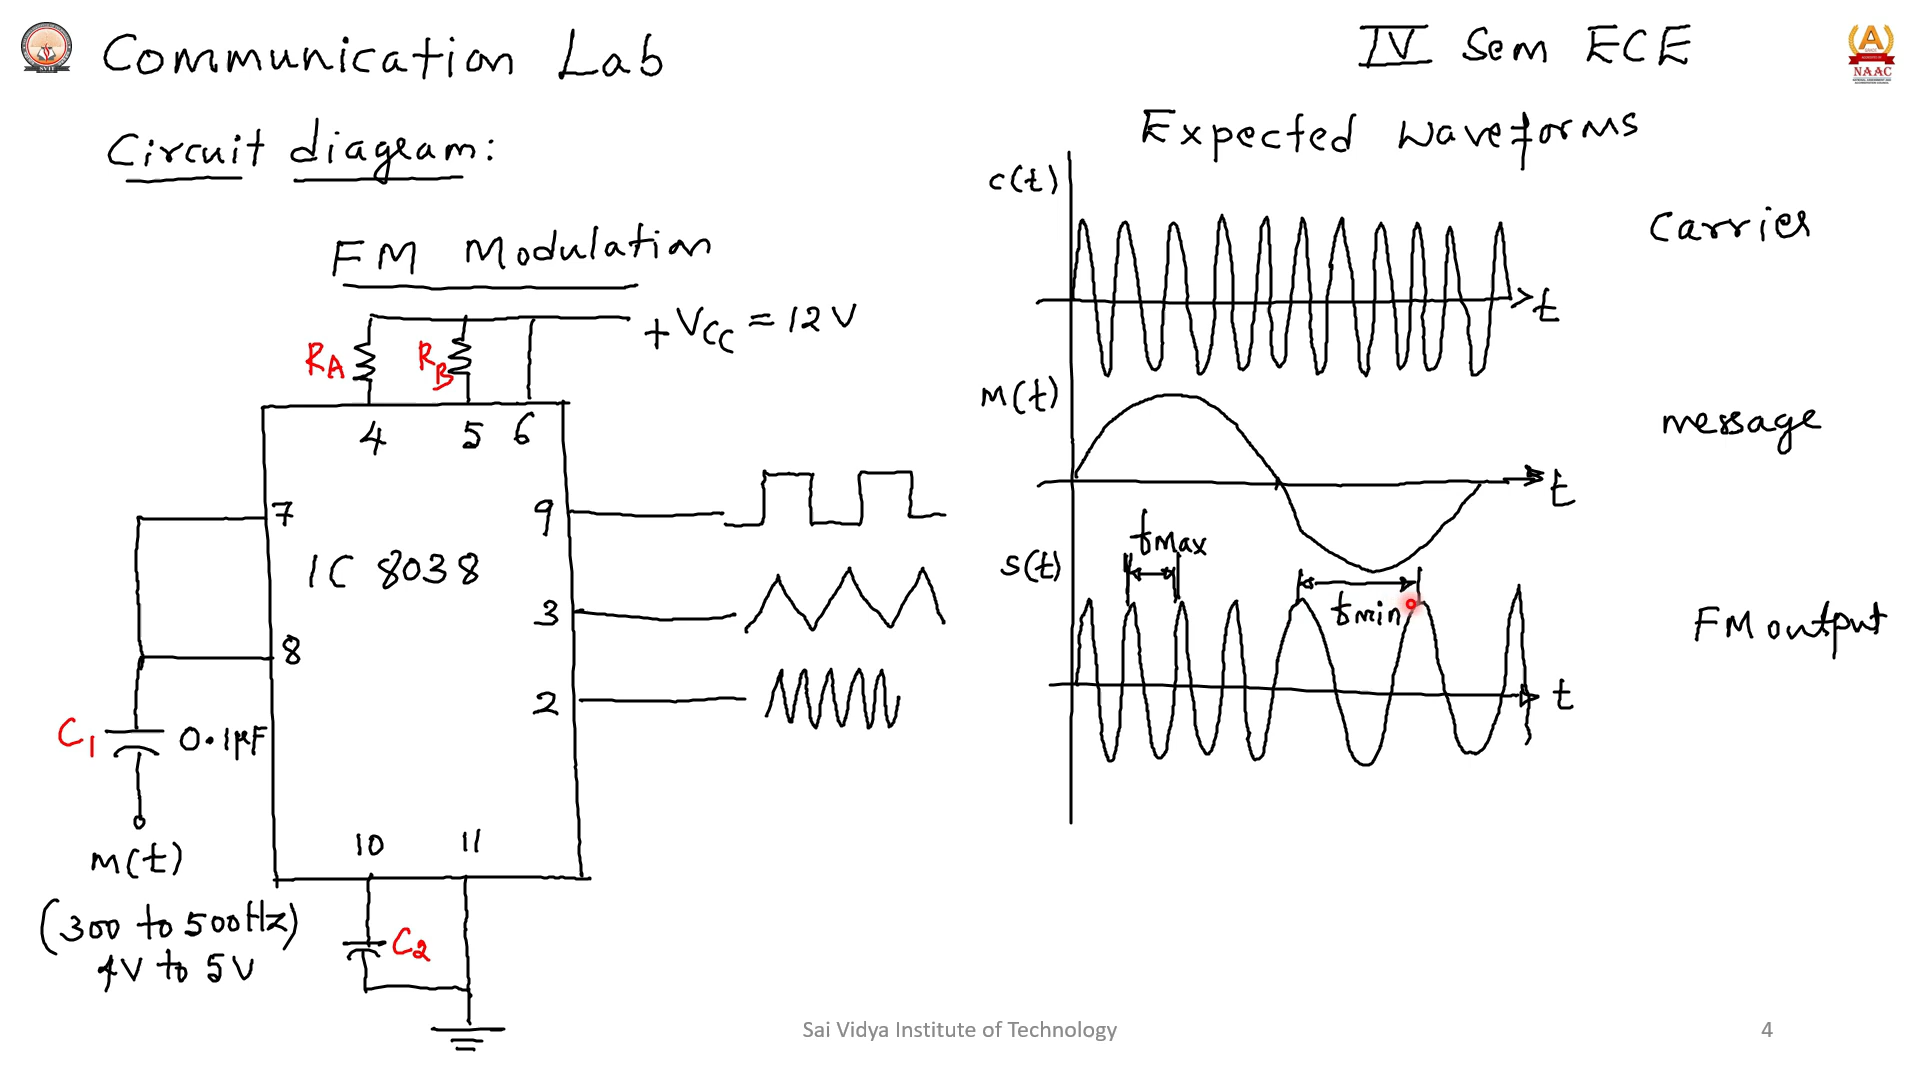 Communication Lab
IV Sem ECE
NAAC
Circuit diageam:
Expected Waveforms
FM Modulation
+VCC = 12V
RA
RB
4 5 6
7
9
IC 8038
3
8
2
C1 0.1μF
10 11
m(t)
(300 to 500Hz)
4V to 5V
C2
c(t)
t
Carrier
m(t)
t
message
s(t)
fmax
fmin
t
FM output
Sai Vidya Institute of Technology
4